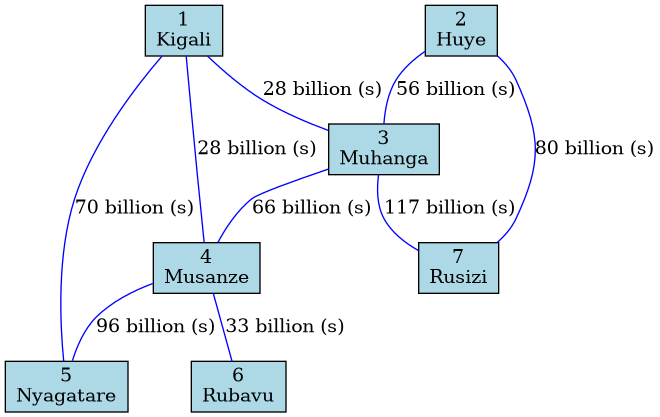 1
Kigali
2
Huye
28 billion (s)
56 billion (s)
3
Muhanga
28 billion (s)
80 billion (s)
70 billion (s)
66 billion (s)
117 billion (s)
4
Musanze
7
Rusizi
96 billion (s)
33 billion (s)
5
Nyagatare
6
Rubavu